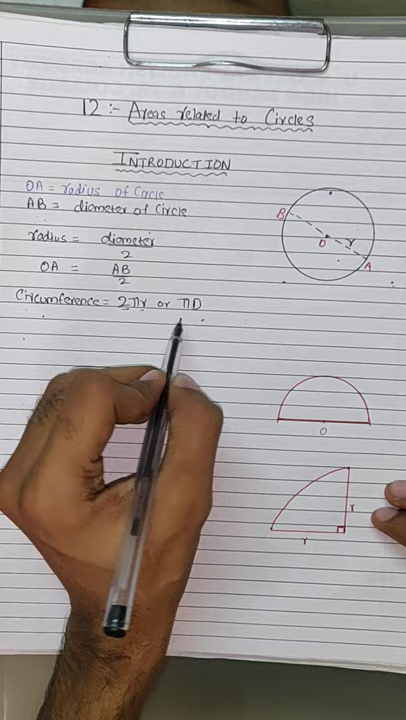 12 :- Areas related to Circles
INTRODUCTION
OA = radius of Circle
AB = diameter of Circle
radius = diameter
2
OA = AB
2
Circumference = 2πr or πD
B
O
r
A
O
r
r